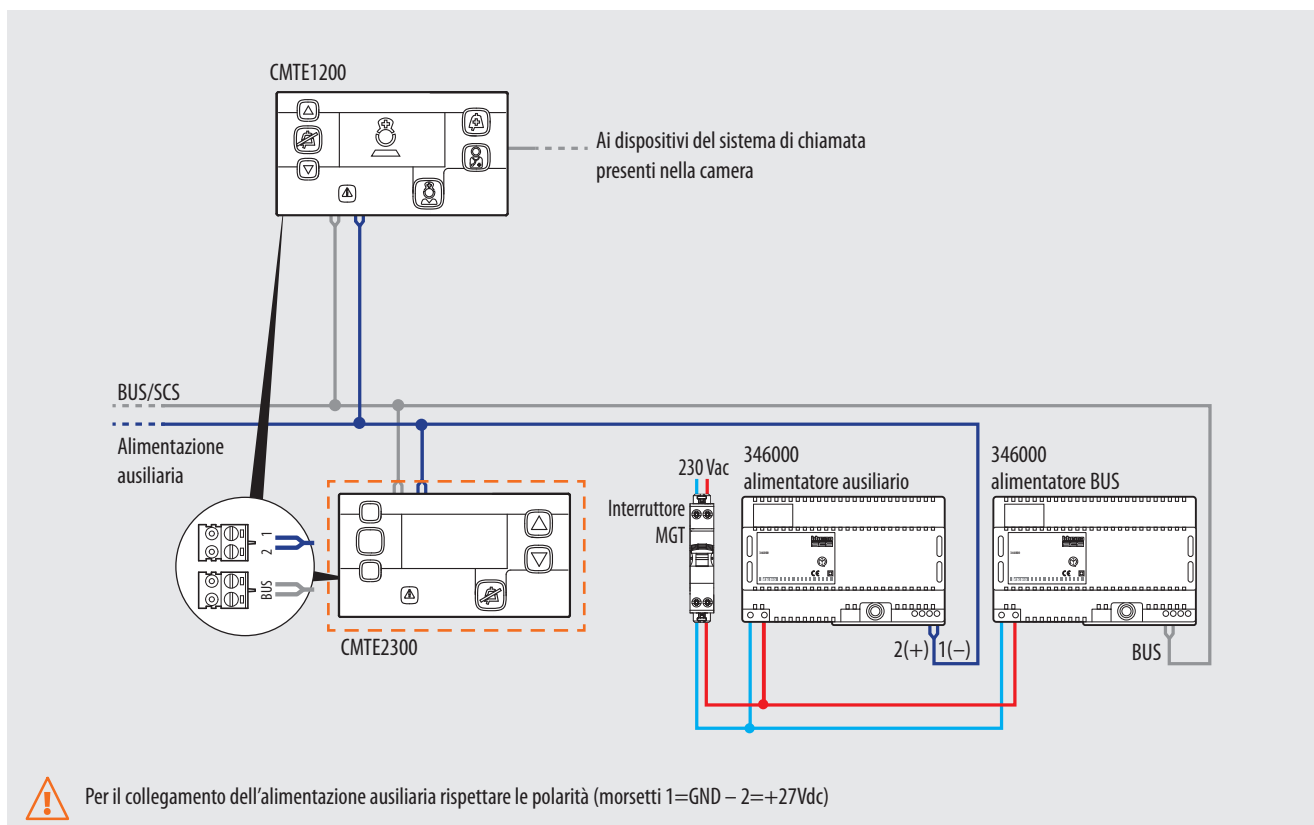 CMTE1200
Ai dispositivi del sistema di chiamata
presenti nella camera
BUS/SCS
Alimentazione
ausiliaria
1
2
BUS
CMTE2300
230 Vac
Interruttore
MGT
346000
alimentatore ausiliario
346000
alimentatore BUS
2(+)
1(–)
BUS
Per il collegamento dell’alimentazione ausiliaria rispettare le polarità (morsetti 1=GND – 2=+27Vdc)